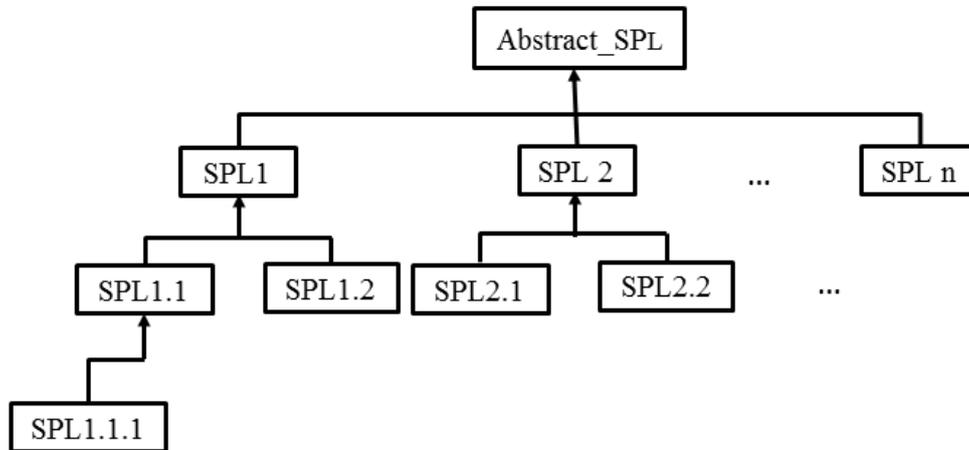 Abstract_SPL
SPL1
SPL 2
...
SPL n
SPL1.1
SPL1.2
SPL2.1
SPL2.2
...
SPL1.1.1